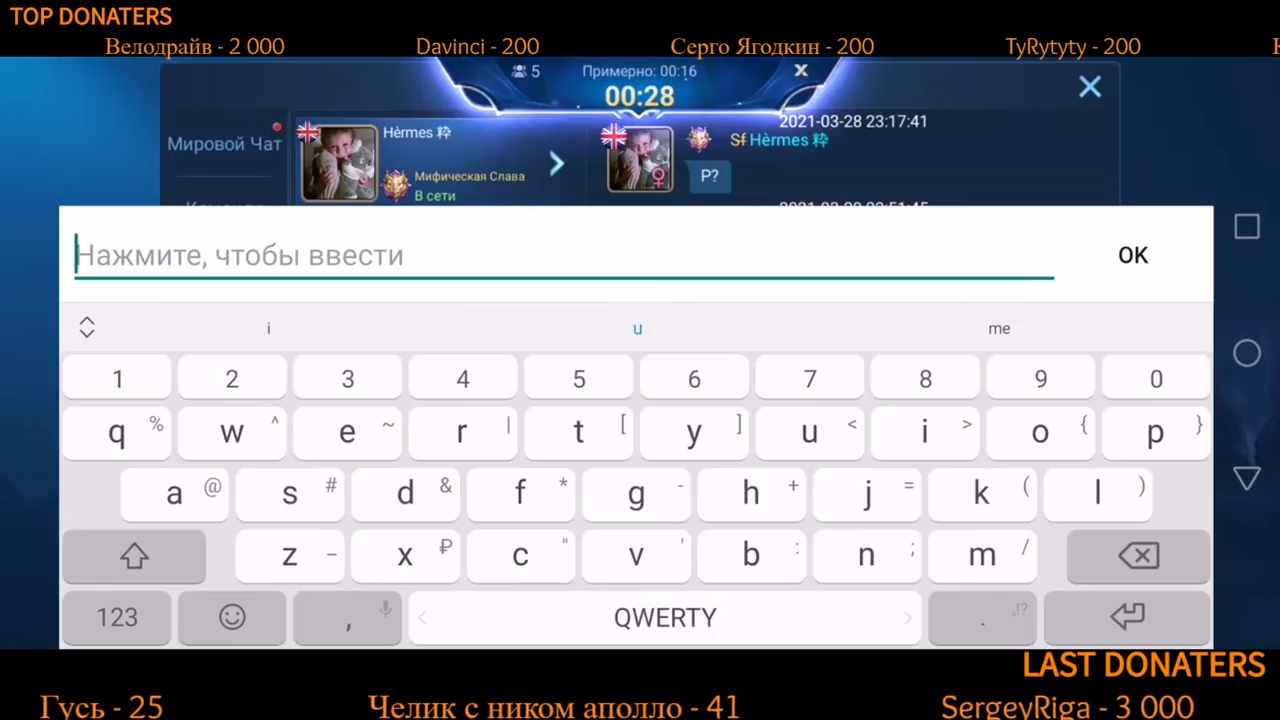 TOP DONATERS
Велодрайв - 2 000 Davinci - 200 Серго Ягодкин - 200 TyRytyty - 200
5 Примерно: 00:16 X
00:28
Мировой Чат
Hèrmes 粋
Мифическая Слава
В сети
2021-03-28 23:17:41
Sf Hèrmes 粋
P?
Нажмите, чтобы ввести
OK
i u me
1 2 3 4 5 6 7 8 9 0
q % w ^ e ~ r | t [ y ] u < i > o { p }
a @ s # d & f * g - h + j = k ( l )
z _ x ₽ c " v ' b : n ; m /
123 , QWERTY . ,!?
LAST DONATERS
Гусь - 25 Челик с ником аполло - 41 SergeyRiga - 3 000